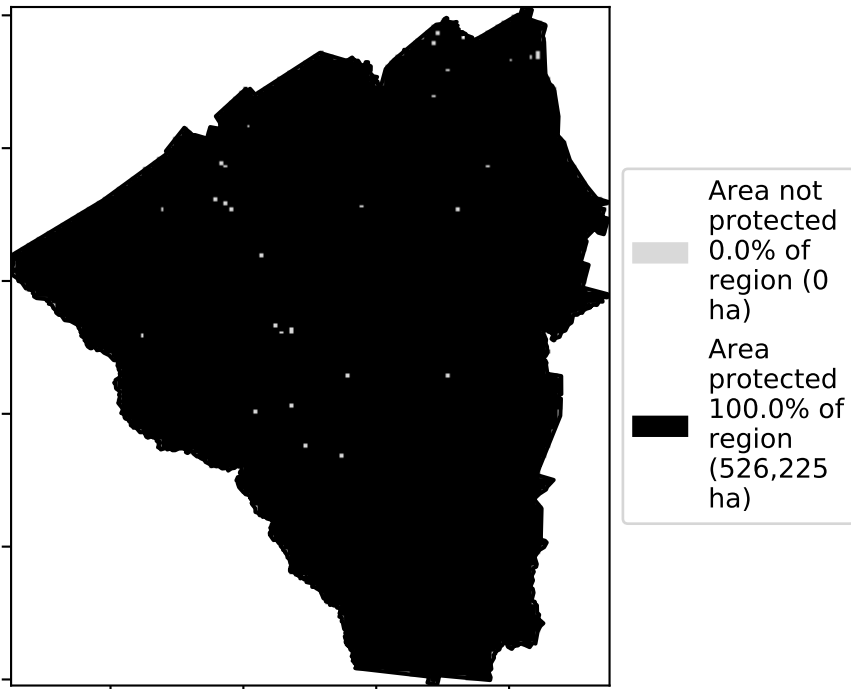 Area not
protected
0.0% of
region (0
ha)
Area
protected
100.0% of
region
(526,225
ha)